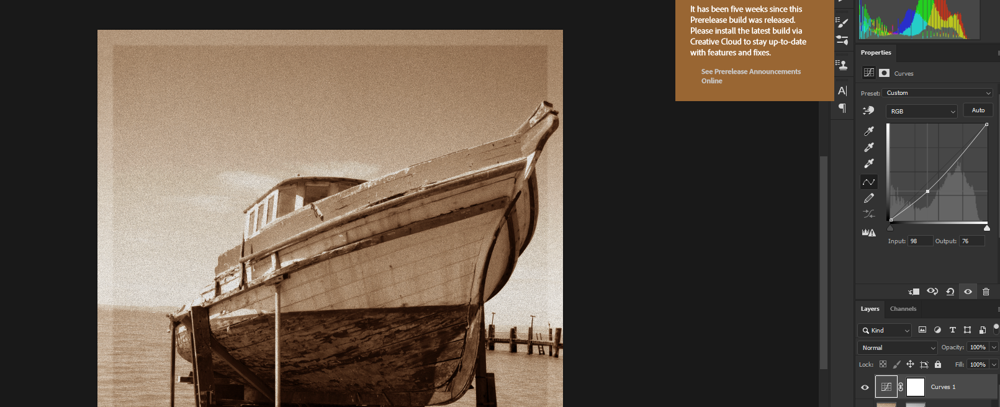 It has been five weeks since this
Prerelease build was released.
Please install the latest build via
Creative Cloud to stay up-to-date
with features and fixes.
See Prerelease Announcements
Online
Properties
Curves
Preset: Custom
RGB
Auto
Input: 98 Output: 76
Layers Channels
Kind
Normal Opacity: 100%
Lock: Fill: 100%
Curves 1